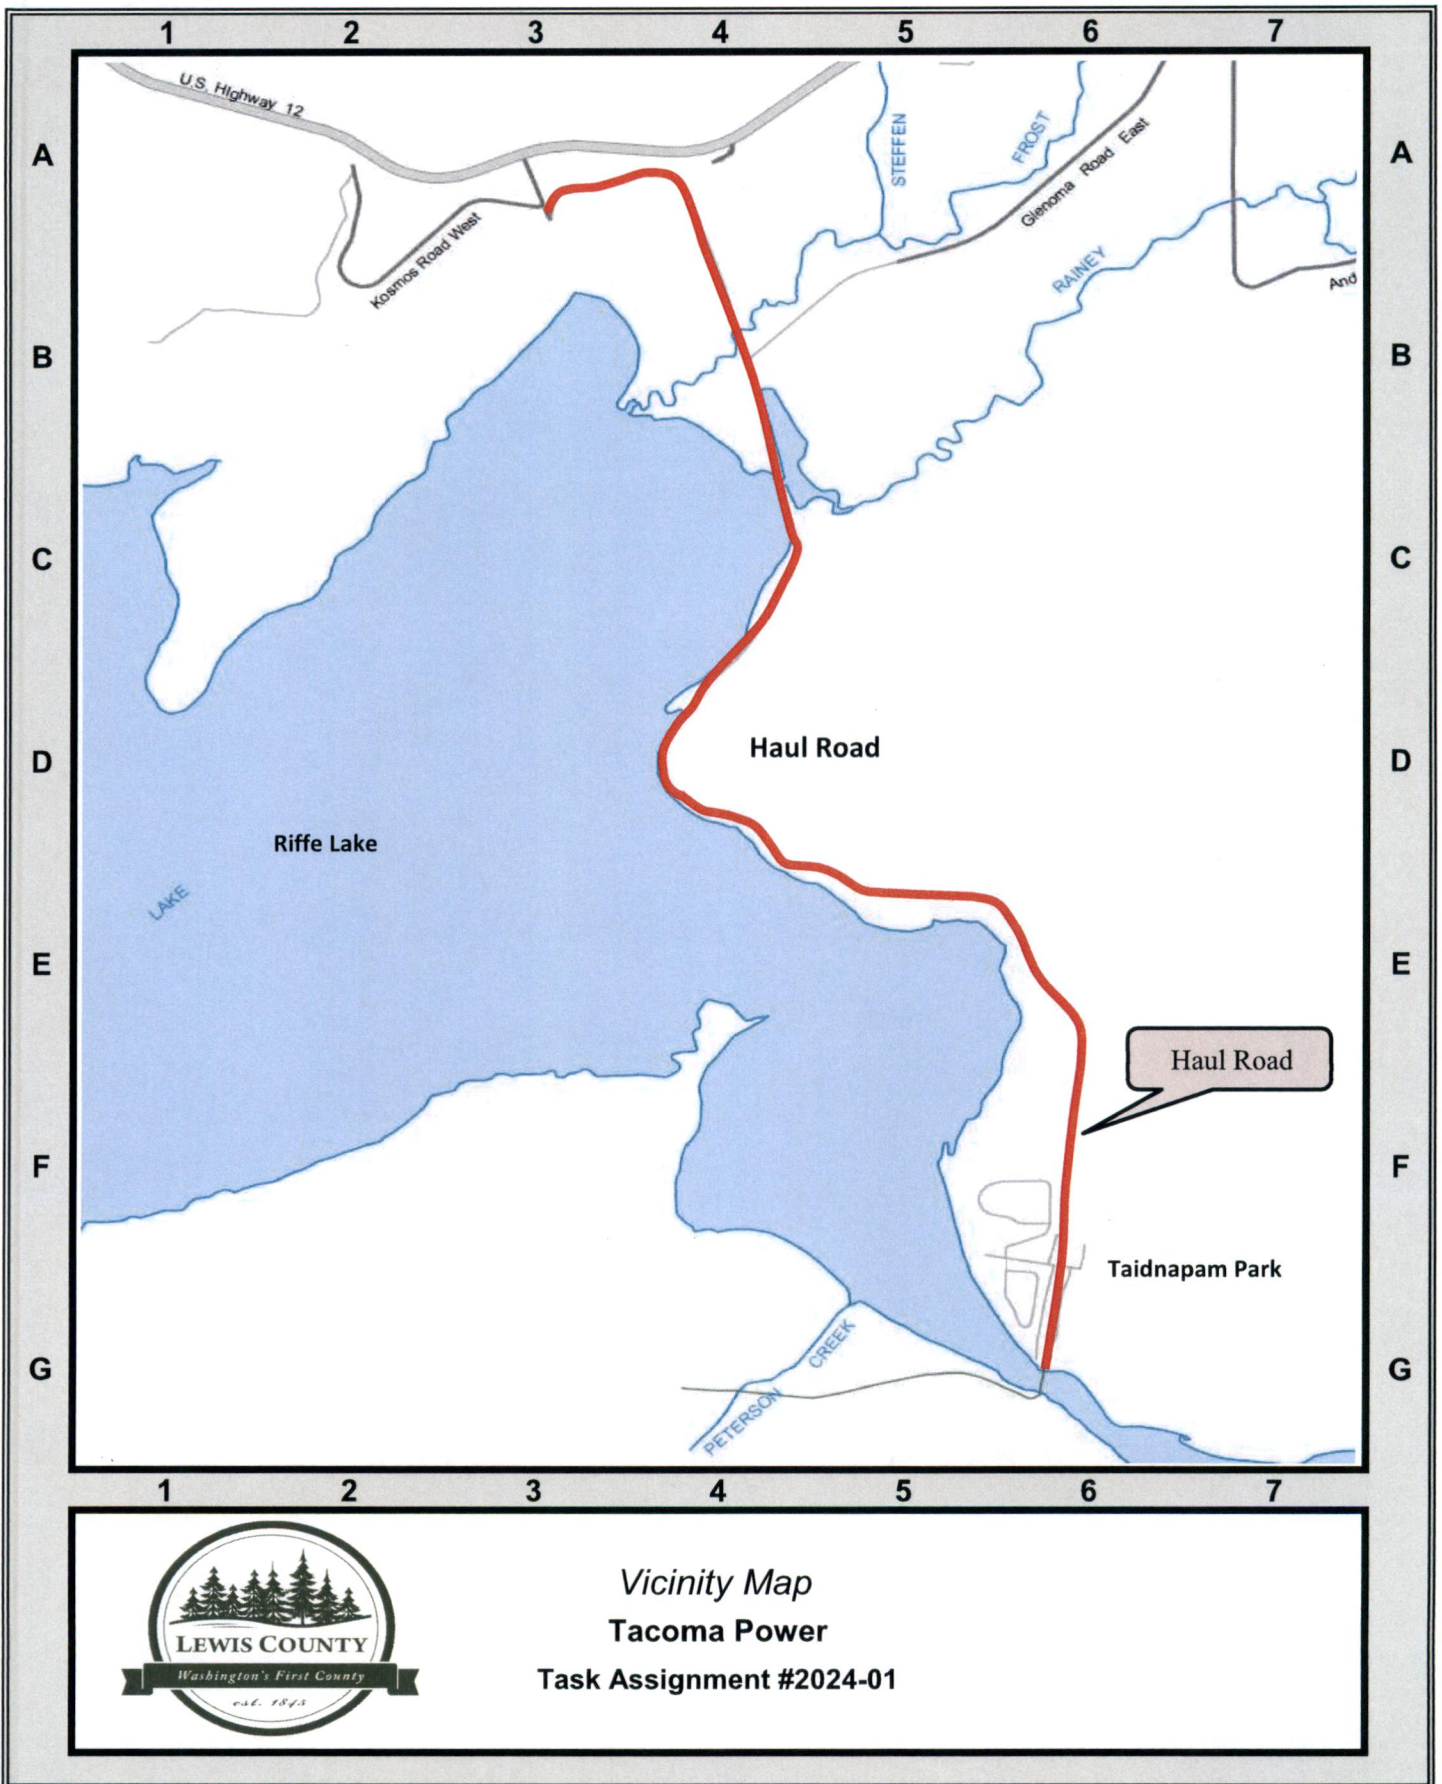 1 2 3 4 5 6 7
U.S. HIghway 12
A A
STEFFEN
FROST
Glenoma Road East
Kosmos Road West
RAINEY
And
B B
C C
D D
Haul Road
Riffe Lake
LAKE
E E
Haul Road
F F
Taidnapam Park
CREEK
PETERSON
G G
1 2 3 4 5 6 7
Vicinity Map
Tacoma Power
Task Assignment #2024-01
LEWIS COUNTY
Washington's First County
est. 1845